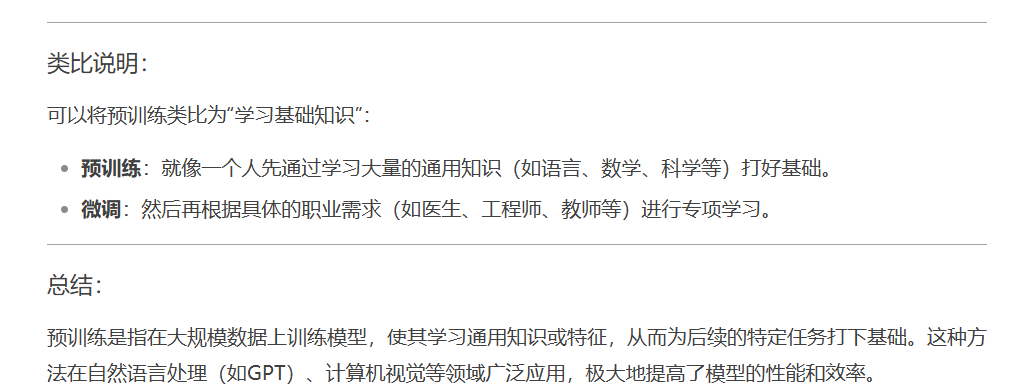 类比说明：
可以将预训练类比为“学习基础知识”：
预训练：就像一个人先通过学习大量的通用知识（如语言、数学、科学等）打好基础。
微调：然后再根据具体的职业需求（如医生、工程师、教师等）进行专项学习。
总结：
预训练是指在大规模数据上训练模型，使其学习通用知识或特征，从而为后续的特定任务打下基础。这种方
法在自然语言处理（如GPT）、计算机视觉等领域广泛应用，极大地提高了模型的性能和效率。